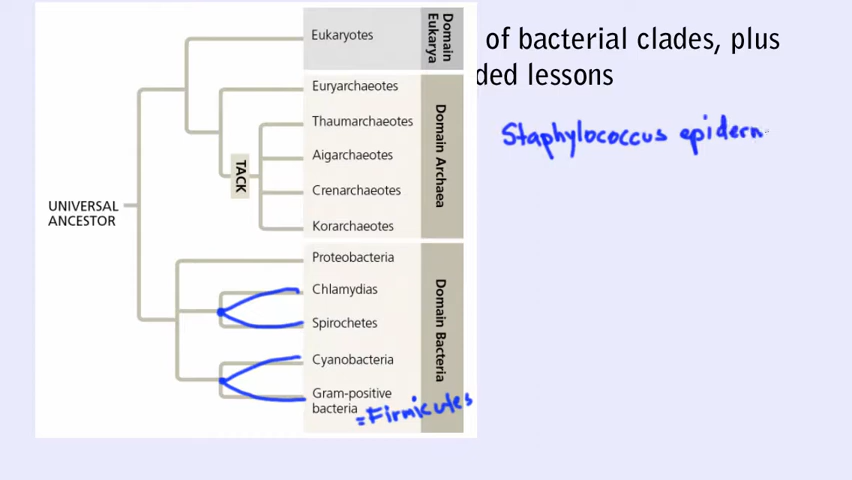 Eukaryotes
Domain
Eukarya
of bacterial clades, plus
ded lessons
Euryarchaeotes
Thaumarchaeotes
Aigarchaeotes
Crenarchaeotes
Korarchaeotes
TACK
Domain Archaea
Staphylococcus epiderm
UNIVERSAL
ANCESTOR
Proteobacteria
Chlamydias
Spirochetes
Cyanobacteria
Gram-positive
bacteria
=Firmicutes
Domain Bacteria